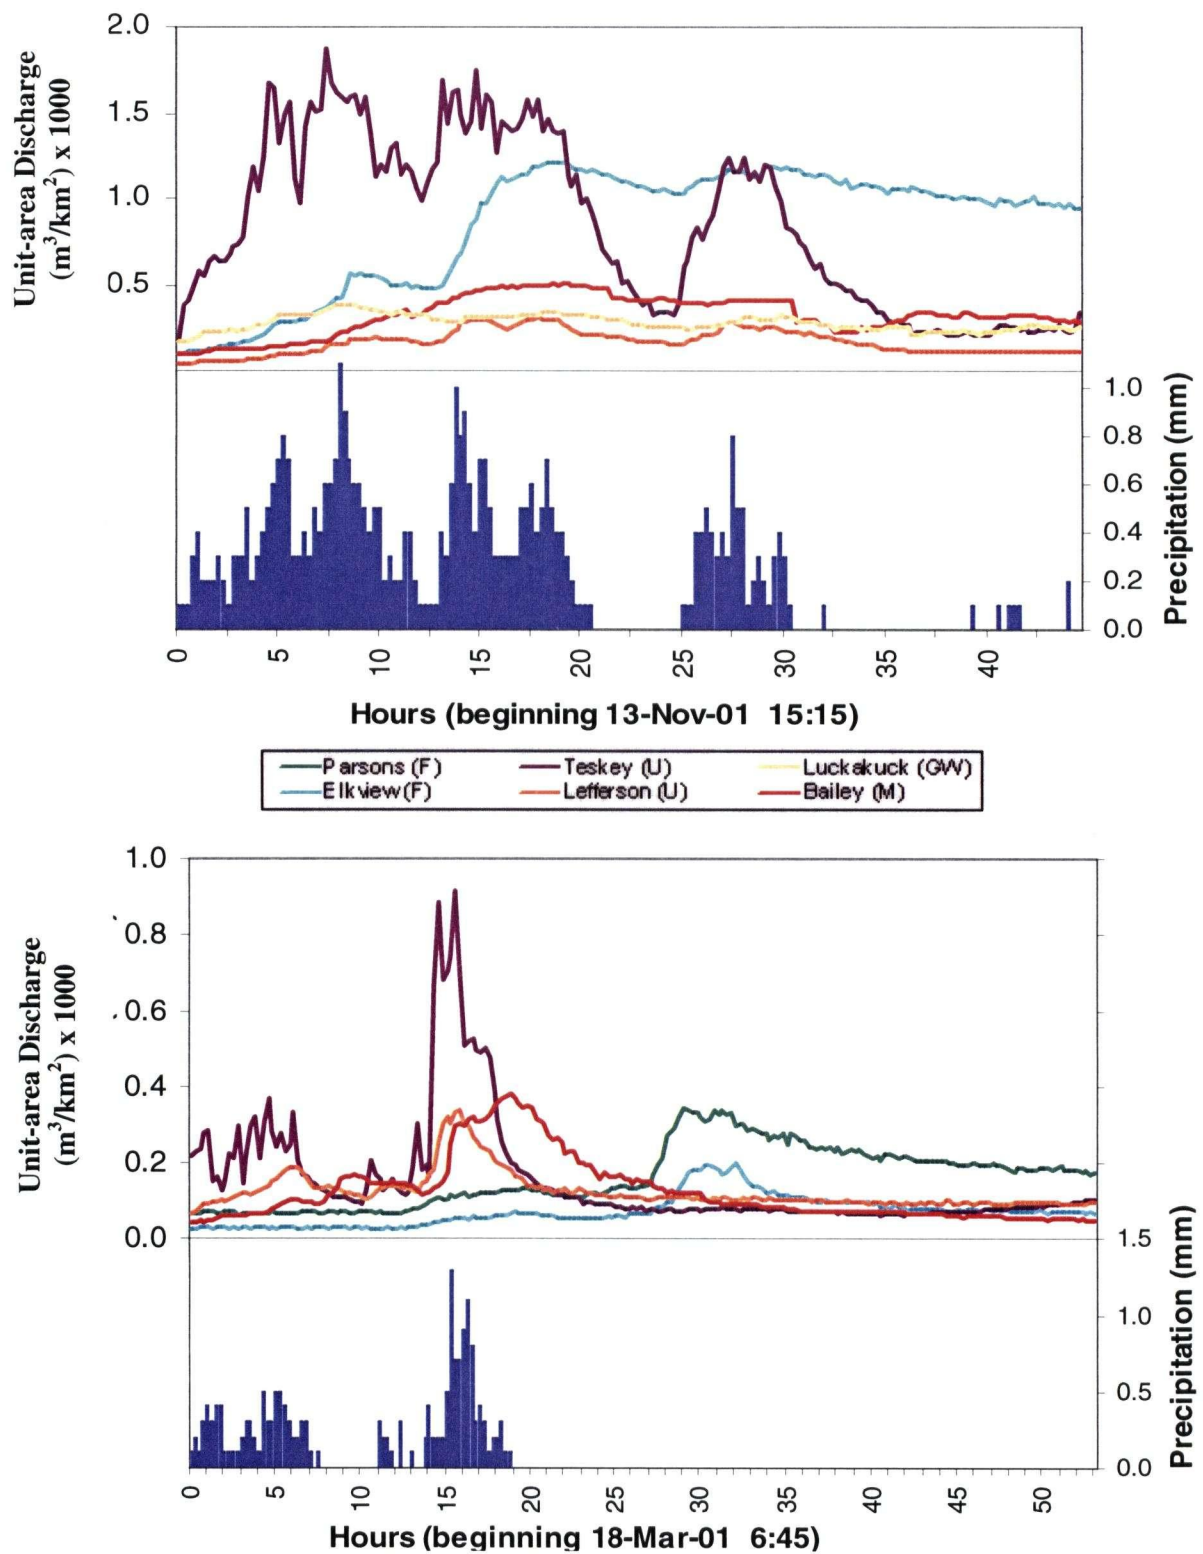 2.0
1.5
1.0
0.5
Unit-area Discharge
(m³/km²) x 1000
1.0
0.8
0.6
0.4
0.2
0.0
Precipitation (mm)
0 5 10 15 20 25 30 35 40
Hours (beginning 13-Nov-01 15:15)
Parsons (F) Teskey (U) Luckakuck (GW)
Elkview (F) Lefferson (U) Bailey (M)
1.0
0.8
0.6
0.4
0.2
0.0
Unit-area Discharge
(m³/km²) x 1000
1.5
1.0
0.5
0.0
Precipitation (mm)
0 5 10 15 20 25 30 35 40 45 50
Hours (beginning 18-Mar-01 6:45)